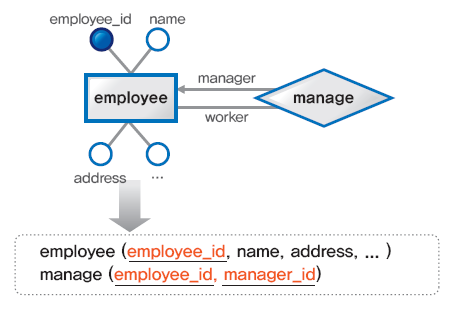 employee_id name
manager
employee manage
worker
address ...
employee (employee_id, name, address, ... )
manage (employee_id, manager_id)